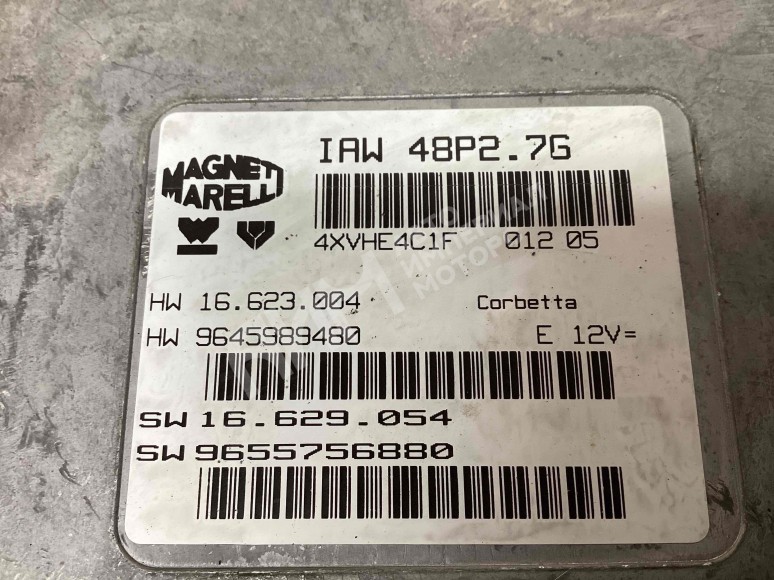 IAW 48P2.7G
MAGNETI
MARELLI
4XVHE4C1F 012 05
HW 16.623.004 Corbetta
HW 9645989480 E 12V=
SW 16.629.054
SW 9655756880